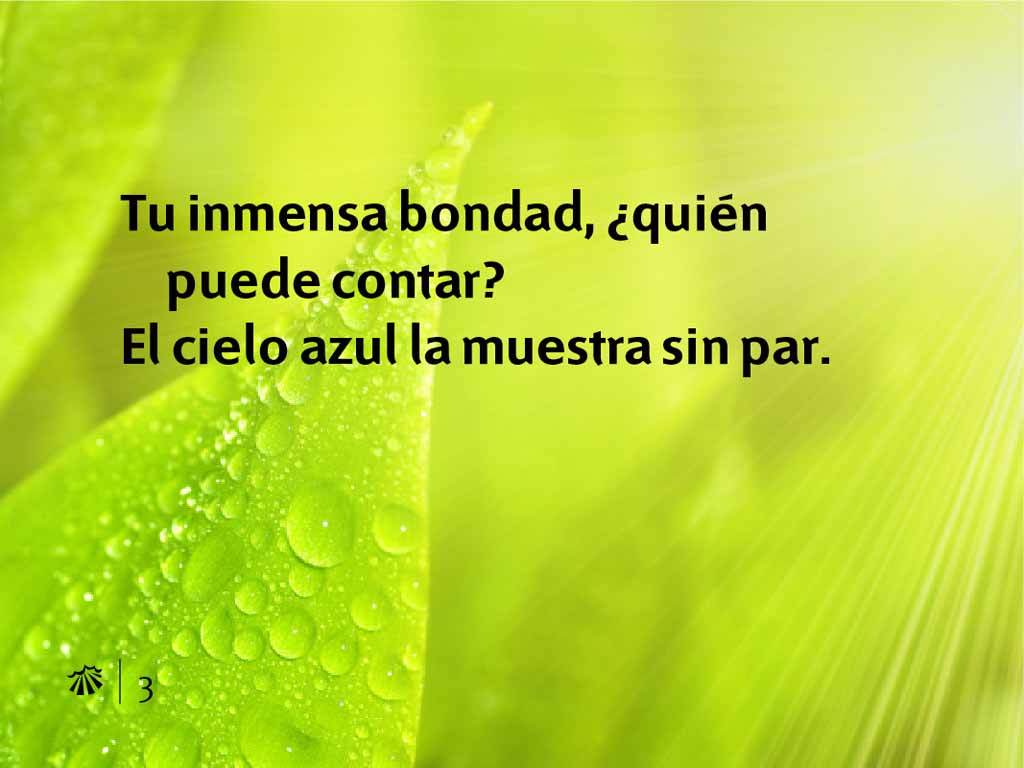 Tu inmensa bondad, ¿quién
puede contar?
El cielo azul la muestra sin par.
3